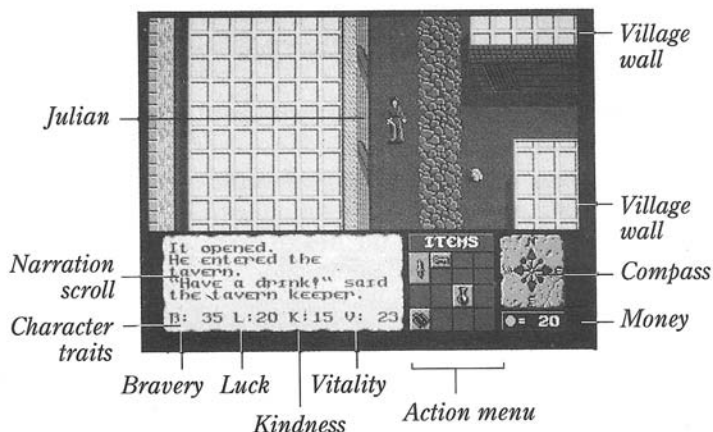 Village
wall
Julian
Village
wall
It opened.
He entered the
tavern.
"Have a drink!" said
the tavern keeper.
B: 35 L:20 K:15 V: 23
ITEMS
N
E
S
= 20
Narration
scroll
Compass
Character
traits
Money
Bravery
Luck
Vitality
Kindness
Action menu